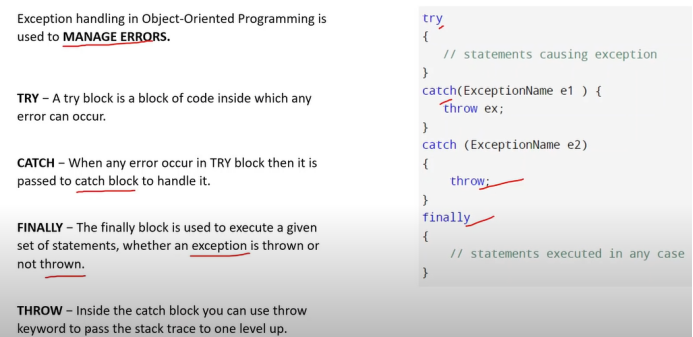 Exception handling in Object-Oriented Programming is
used to MANAGE ERRORS.
TRY – A try block is a block of code inside which any
error can occur.
CATCH – When any error occur in TRY block then it is
passed to catch block to handle it.
FINALLY – The finally block is used to execute a given
set of statements, whether an exception is thrown or
not thrown.
THROW – Inside the catch block you can use throw
keyword to pass the stack trace to one level up.
try
{
// statements causing exception
}
catch(ExceptionName e1 ) {
throw ex;
}
catch (ExceptionName e2)
{
throw;
}
finally
{
// statements executed in any case
}